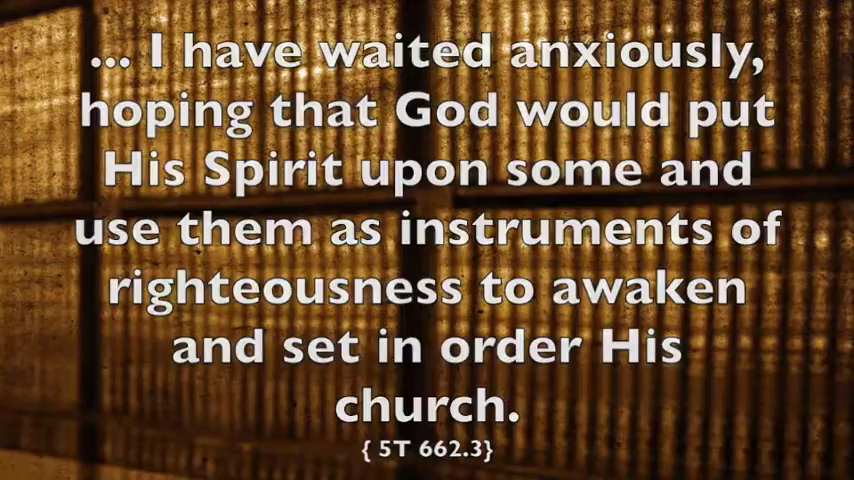 ... I have waited anxiously,
hoping that God would put
His Spirit upon some and
use them as instruments of
righteousness to awaken
and set in order His
church.
{ 5T 662.3}